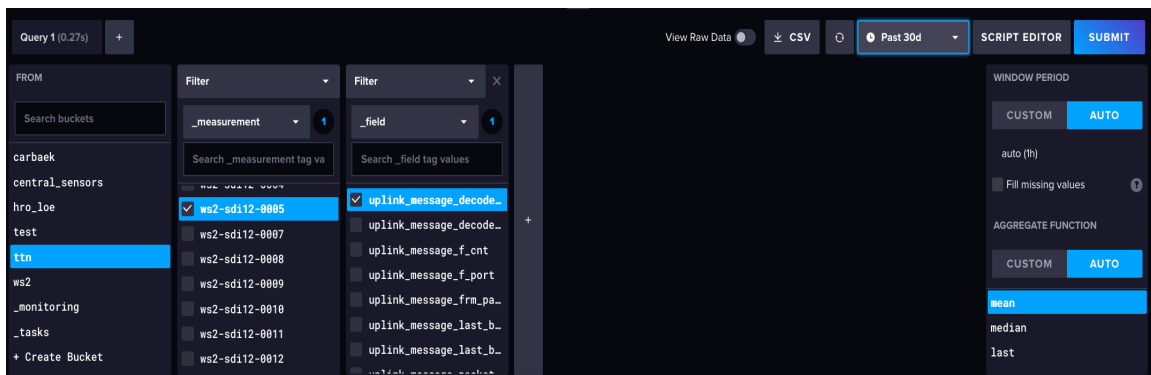 Query 1 (0.27s)
+
View Raw Data
CSV
Past 30d
SCRIPT EDITOR
SUBMIT
FROM
Search buckets
carbaek
central_sensors
hro_loe
test
ttn
ws2
_monitoring
_tasks
+ Create Bucket
Filter
_measurement
1
Search _measurement tag va
ws2-sdi12-0004
ws2-sdi12-0005
ws2-sdi12-0007
ws2-sdi12-0008
ws2-sdi12-0009
ws2-sdi12-0010
ws2-sdi12-0011
ws2-sdi12-0012
Filter
X
_field
1
Search _field tag values
uplink_message_decode…
uplink_message_decode…
uplink_message_f_cnt
uplink_message_f_port
uplink_message_frm_pa…
uplink_message_last_b…
uplink_message_last_b…
+
WINDOW PERIOD
CUSTOM
AUTO
auto (1h)
Fill missing values
AGGREGATE FUNCTION
CUSTOM
AUTO
mean
median
last